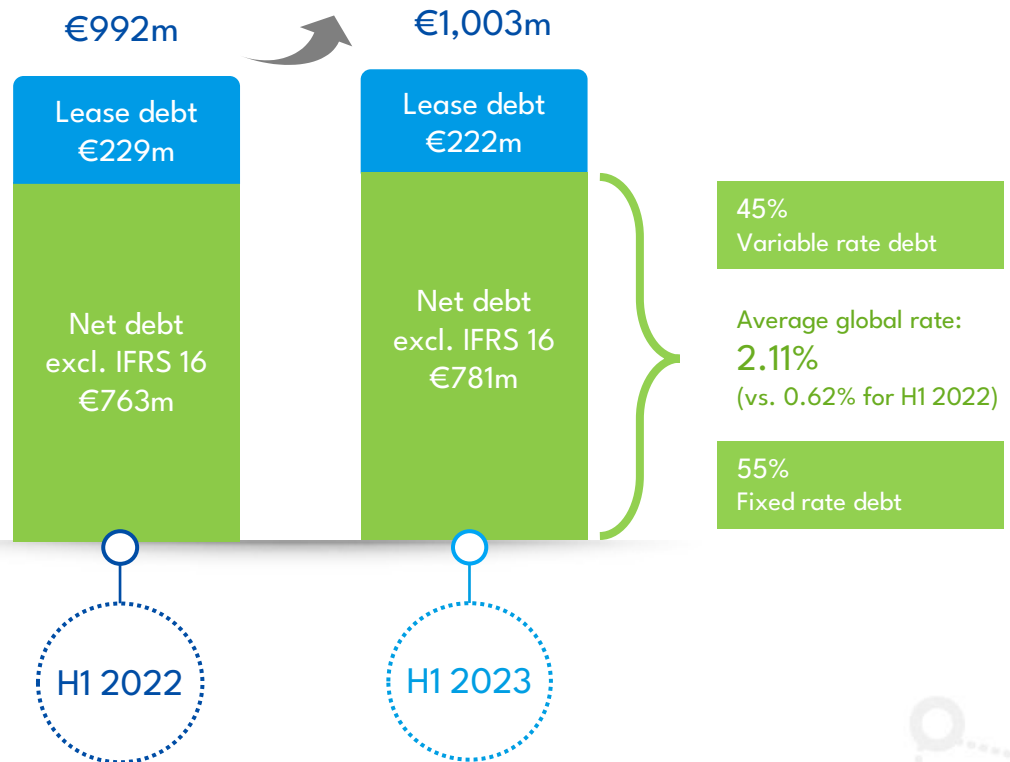 €992m
€1,003m
Lease debt
€229m
Lease debt
€222m
Net debt
excl. IFRS 16
€763m
Net debt
excl. IFRS 16
€781m
45%
Variable rate debt
Average global rate:
2.11%
(vs. 0.62% for H1 2022)
55%
Fixed rate debt
H1 2022
H1 2023